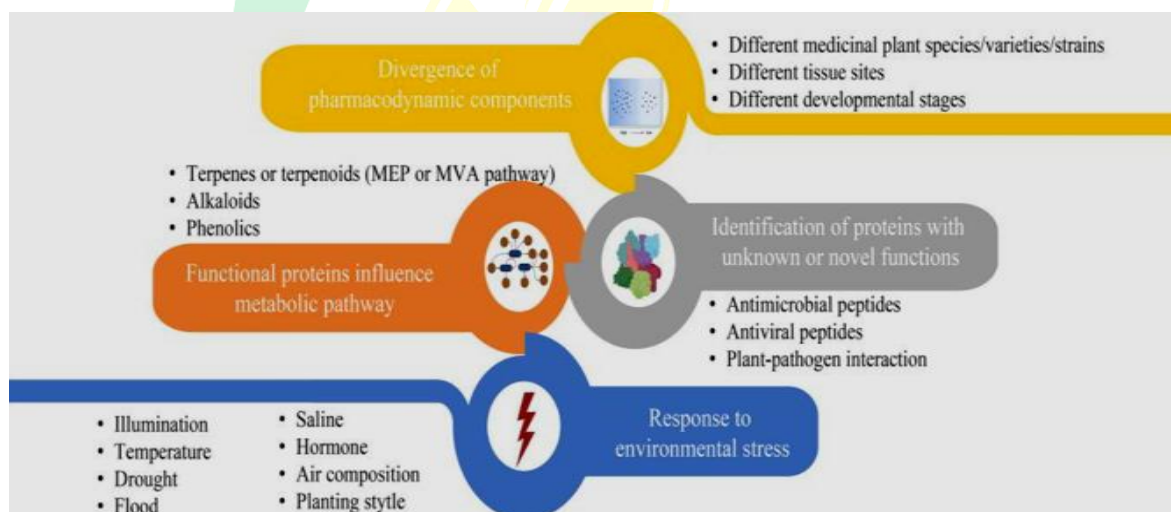 Divergence of
pharmacodynamic components
• Different medicinal plant species/varieties/strains
• Different tissue sites
• Different developmental stages
• Terpenes or terpenoids (MEP or MVA pathway)
• Alkaloids
• Phenolics
Functional proteins influence
metabolic pathway
Identification of proteins with
unknown or novel functions
• Antimicrobial peptides
• Antiviral peptides
• Plant-pathogen interaction
Response to
environmental stress
• Illumination
• Temperature
• Drought
• Flood
• Saline
• Hormone
• Air composition
• Planting stytle